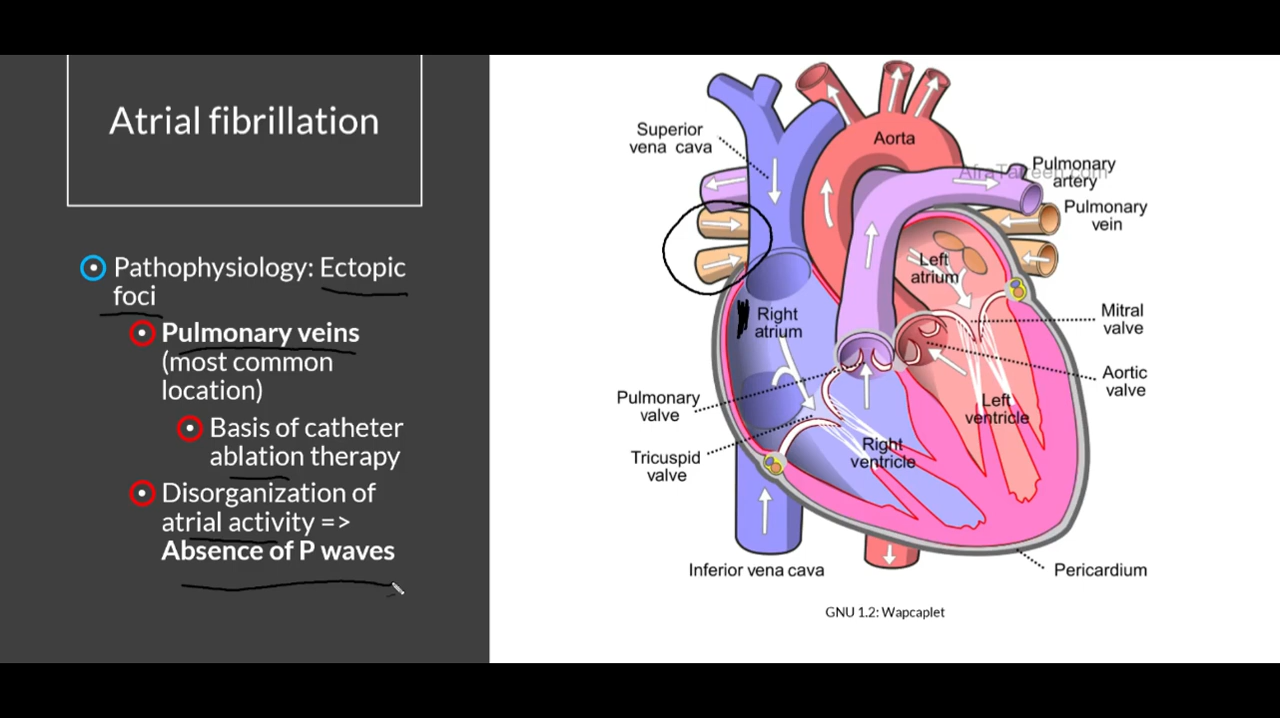 Atrial fibrillation
Pathophysiology: Ectopic
foci
Pulmonary veins
(most common
location)
Basis of catheter
ablation therapy
Disorganization of
atrial activity =>
Absence of P waves
Superior
vena cava
Aorta
Pulmonary
artery
Pulmonary
vein
Left
atrium
Right
atrium
Mitral
valve
Aortic
valve
Pulmonary
valve
Left
ventricle
Right
ventricle
Tricuspid
valve
Inferior vena cava
Pericardium
GNU 1.2: Wapcaplet